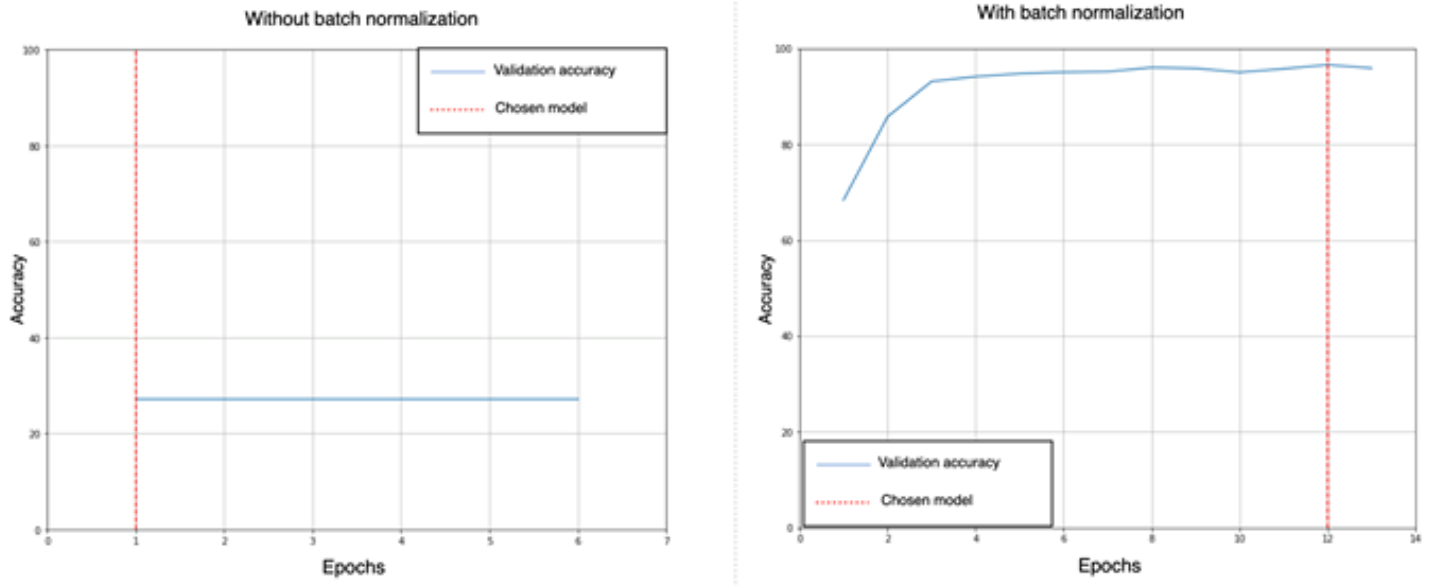 Without batch normalization
Validation accuracy
Chosen model
100
80
60
40
20
0
Accuracy
0 1 2 3 4 5 6 7
Epochs
With batch normalization
100
80
60
40
20
0
Accuracy
Validation accuracy
Chosen model
0 2 4 6 8 10 12 14
Epochs